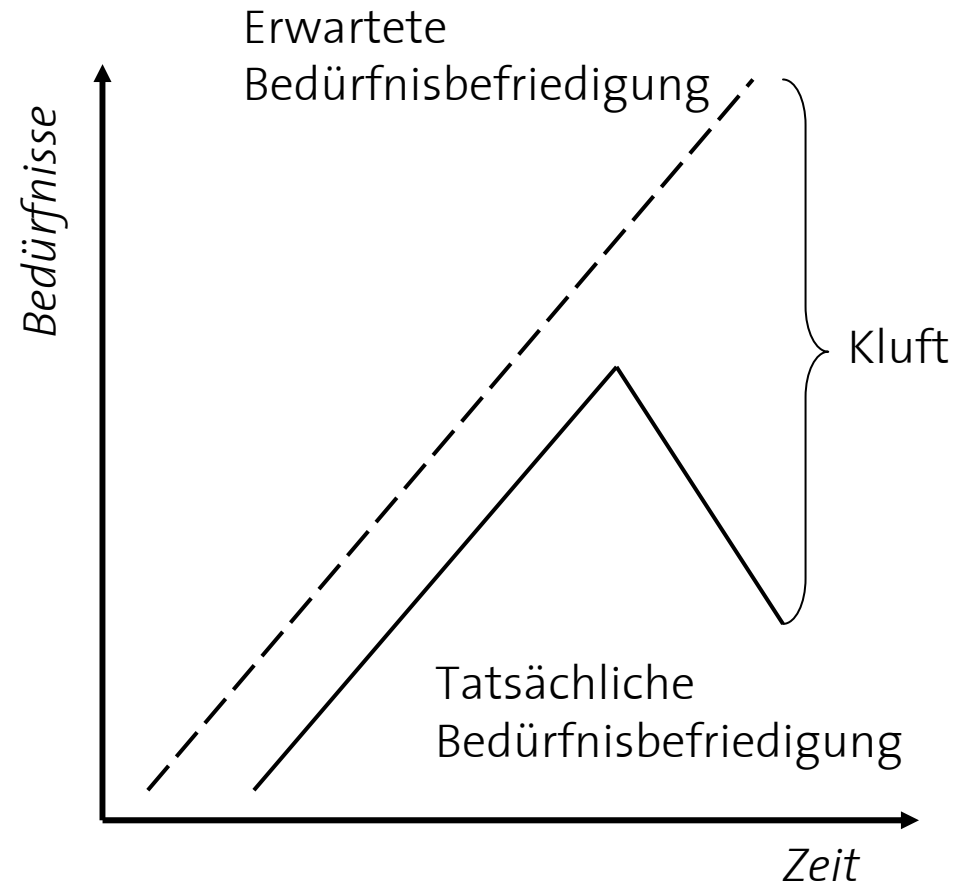 Erwartete
Bedürfnisbefriedigung
Bedürfnisse
Kluft
Tatsächliche
Bedürfnisbefriedigung
Zeit